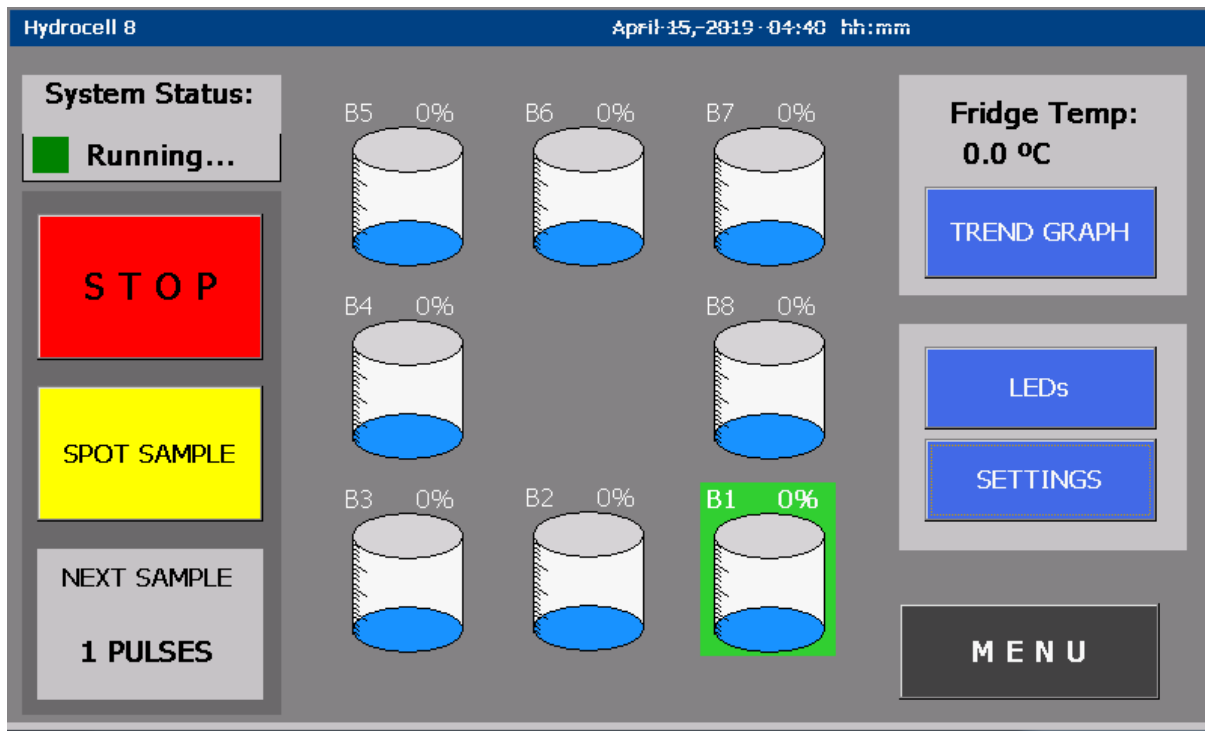 Hydrocell 8
April 15, 2019 04:40 hh:mm
System Status:
Running...
S T O P
SPOT SAMPLE
NEXT SAMPLE
1 PULSES
B5 0%
B6 0%
B7 0%
B4 0%
B8 0%
B3 0%
B2 0%
B1 0%
Fridge Temp:
0.0 ºC
TREND GRAPH
LEDs
SETTINGS
M E N U